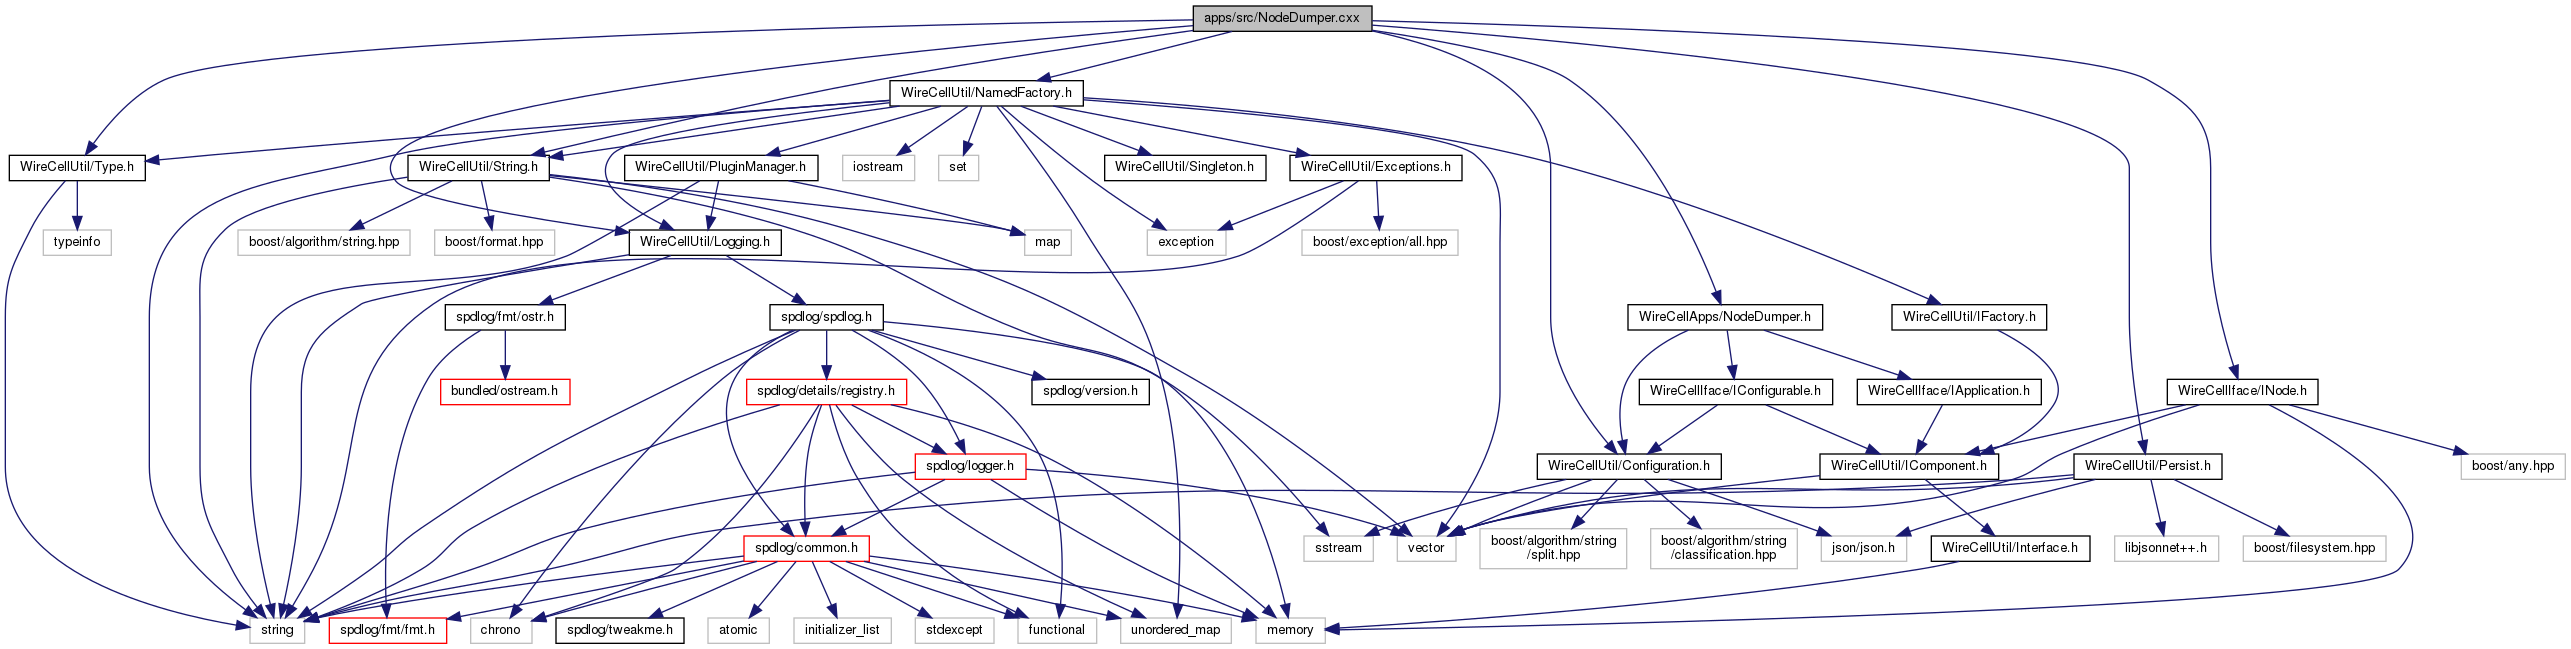 apps/src/NodeDumper.cxx
WireCellUtil/NamedFactory.h
WireCellUtil/Type.h
WireCellUtil/String.h
WireCellUtil/PluginManager.h
iostream
set
WireCellUtil/Singleton.h
WireCellUtil/Exceptions.h
typeinfo
boost/algorithm/string.hpp
boost/format.hpp
WireCellUtil/Logging.h
map
exception
boost/exception/all.hpp
spdlog/fmt/ostr.h
spdlog/spdlog.h
WireCellApps/NodeDumper.h
WireCellUtil/IFactory.h
bundled/ostream.h
spdlog/details/registry.h
spdlog/version.h
WireCellIface/IConfigurable.h
WireCellIface/IApplication.h
WireCellIface/INode.h
spdlog/logger.h
WireCellUtil/Configuration.h
WireCellUtil/IComponent.h
WireCellUtil/Persist.h
boost/any.hpp
spdlog/common.h
sstream
vector
boost/algorithm/string
/split.hpp
boost/algorithm/string
/classification.hpp
json/json.h
WireCellUtil/Interface.h
libjsonnet++.h
boost/filesystem.hpp
string
spdlog/fmt/fmt.h
chrono
spdlog/tweakme.h
atomic
initializer_list
stdexcept
functional
unordered_map
memory